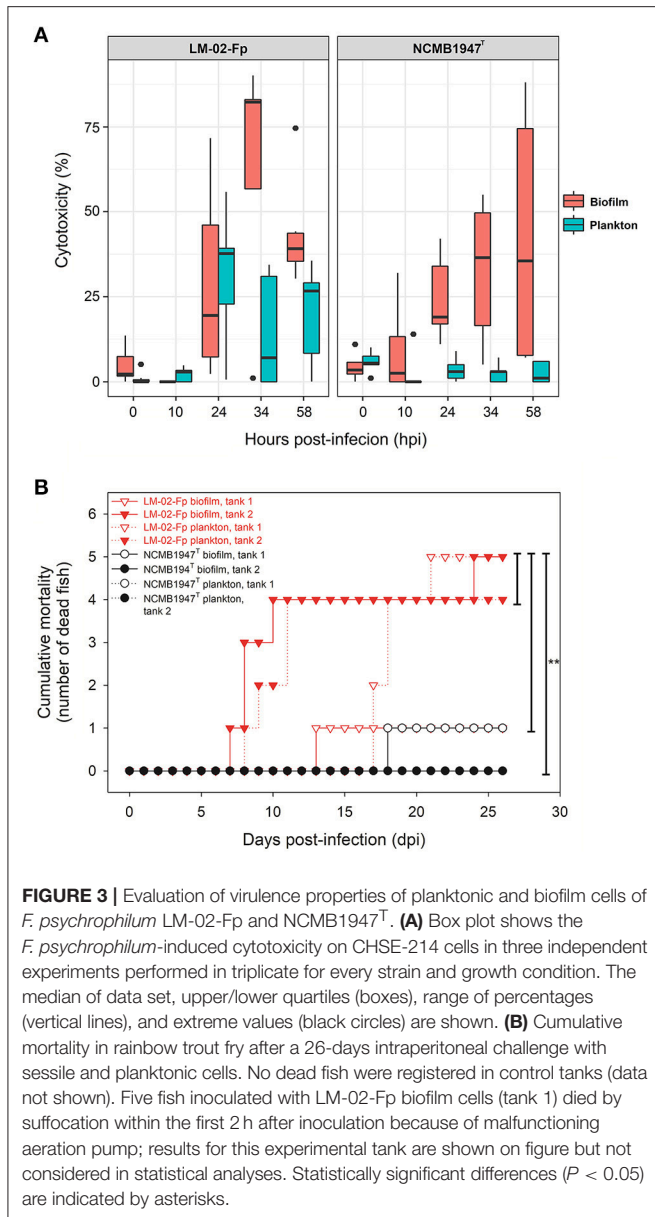 A
LM-02-Fp
NCMB1947ᵀ
75
50
25
0
Cytotoxicity (%)
Biofilm
Plankton
0 10 24 34 58 0 10 24 34 58
Hours post-infecion (hpi)
B
LM-02-Fp biofilm, tank 1
LM-02-Fp biofilm, tank 2
LM-02-Fp plankton, tank 1
LM-02-Fp plankton, tank 2
NCMB1947ᵀ biofilm, tank 1
NCMB194ᵀ biofilm, tank 2
NCMB1947ᵀ plankton, tank 1
NCMB1947ᵀ plankton,
tank 2
6
5
4
3
2
1
0
Cumulative mortality
(number of dead fish)
**
0 5 10 15 20 25 30
Days post-infection (dpi)
FIGURE 3 | Evaluation of virulence properties of planktonic and biofilm cells of
F. psychrophilum LM-02-Fp and NCMB1947ᵀ. (A) Box plot shows the
F. psychrophilum-induced cytotoxicity on CHSE-214 cells in three independent
experiments performed in triplicate for every strain and growth condition. The
median of data set, upper/lower quartiles (boxes), range of percentages
(vertical lines), and extreme values (black circles) are shown. (B) Cumulative
mortality in rainbow trout fry after a 26-days intraperitoneal challenge with
sessile and planktonic cells. No dead fish were registered in control tanks (data
not shown). Five fish inoculated with LM-02-Fp biofilm cells (tank 1) died by
suffocation within the first 2 h after inoculation because of malfunctioning
aeration pump; results for this experimental tank are shown on figure but not
considered in statistical analyses. Statistically significant differences (P < 0.05)
are indicated by asterisks.